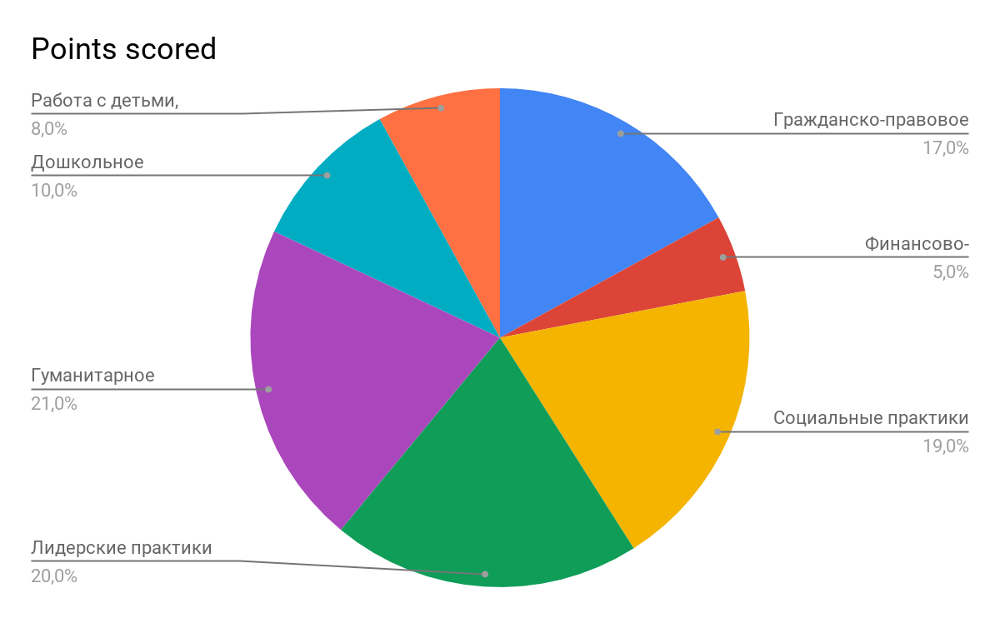 Points scored
Работа с детьми,
8,0%
Дошкольное
10,0%
Гуманитарное
21,0%
Лидерские практики
20,0%
Гражданско-правовое
17,0%
Финансово-
5,0%
Социальные практики
19,0%